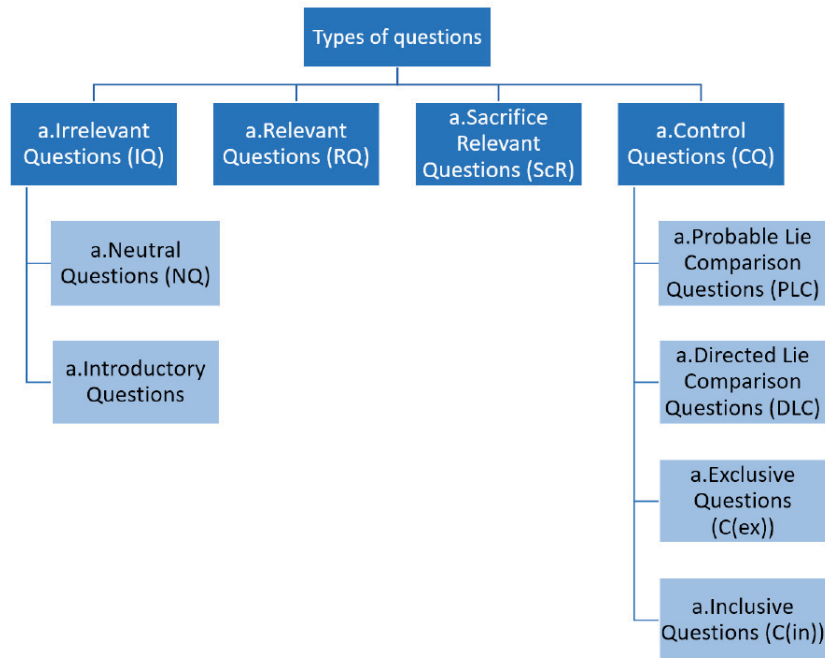 Types of questions
a.Irrelevant
Questions (IQ)
a.Relevant
Questions (RQ)
a.Sacrifice
Relevant
Questions (ScR)
a.Control
Questions (CQ)
a.Neutral
Questions (NQ)
a.Introductory
Questions
a.Probable Lie
Comparison
Questions (PLC)
a.Directed Lie
Comparison
Questions (DLC)
a.Exclusive
Questions
(C(ex))
a.Inclusive
Questions (C(in))